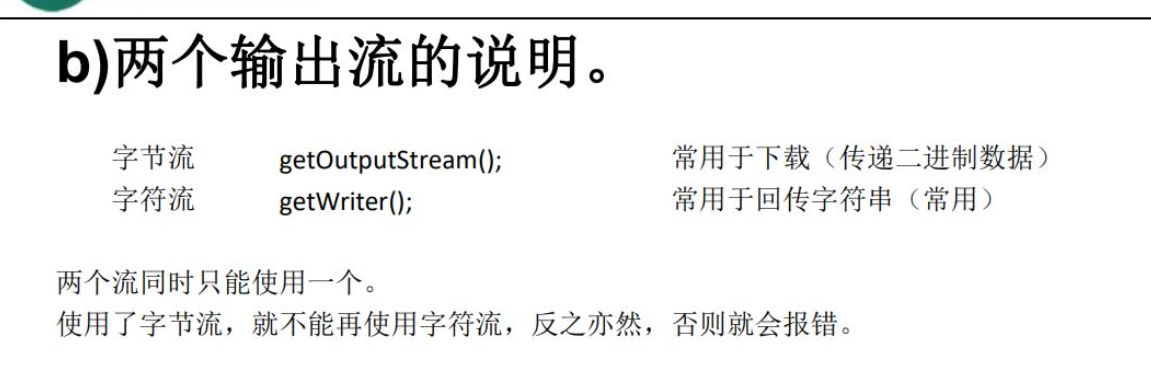 b)两个输出流的说明。
字节流 getOutputStream(); 常用于下载（传递二进制数据）
字符流 getWriter(); 常用于回传字符串（常用）
两个流同时只能使用一个。
使用了字节流，就不能再使用字符流，反之亦然，否则就会报错。